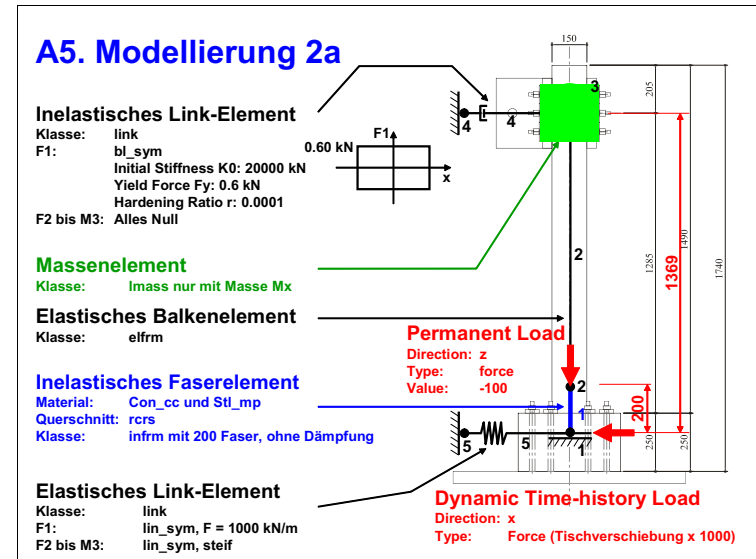 A5. Modellierung 2a
Inelastisches Link-Element
Klasse: link
F1: bl_sym
Initial Stiffness K0: 20000 kN
Yield Force Fy: 0.6 kN
Hardening Ratio r: 0.0001
F2 bis M3: Alles Null
Massenelement
Klasse: lmass nur mit Masse Mx
Elastisches Balkenelement
Klasse: elfrm
Inelastisches Faserelement
Material: Con_cc und Stl_mp
Querschnitt: rcrs
Klasse: infrm mit 200 Faser, ohne Dämpfung
Elastisches Link-Element
Klasse: link
F1: lin_sym, F = 1000 kN/m
F2 bis M3: lin_sym, steif
F1
0.60 kN
x
150
3
4
4
205
2
1285
1369
1490
1740
Permanent Load
Direction: z
Type: force
Value: -100
2
1
200
5
5
1
250
250
Dynamic Time-history Load
Direction: x
Type: Force (Tischverschiebung x 1000)